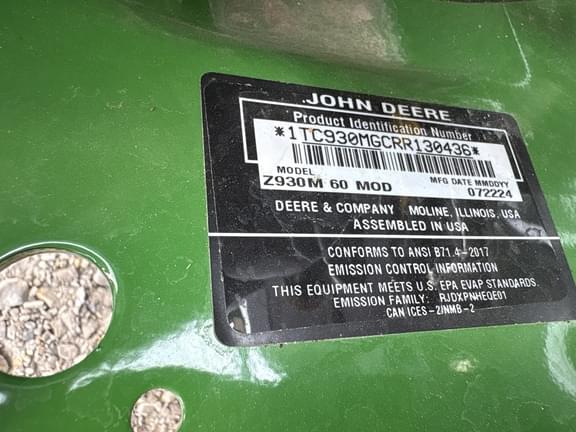 JOHN DEERE
Product Identification Number
*1TC930MGCRR130436*
MODEL
MFG DATE MMDDYY
Z930M 60 MOD
072224
DEERE & COMPANY MOLINE, ILLINOIS, USA
ASSEMBLED IN USA
CONFORMS TO ANSI B71.4-2017
EMISSION CONTROL INFORMATION
THIS EQUIPMENT MEETS U.S. EPA EVAP STANDARDS.
EMISSION FAMILY: RJDXPNHEQE01
CAN ICES-2/NMB-2